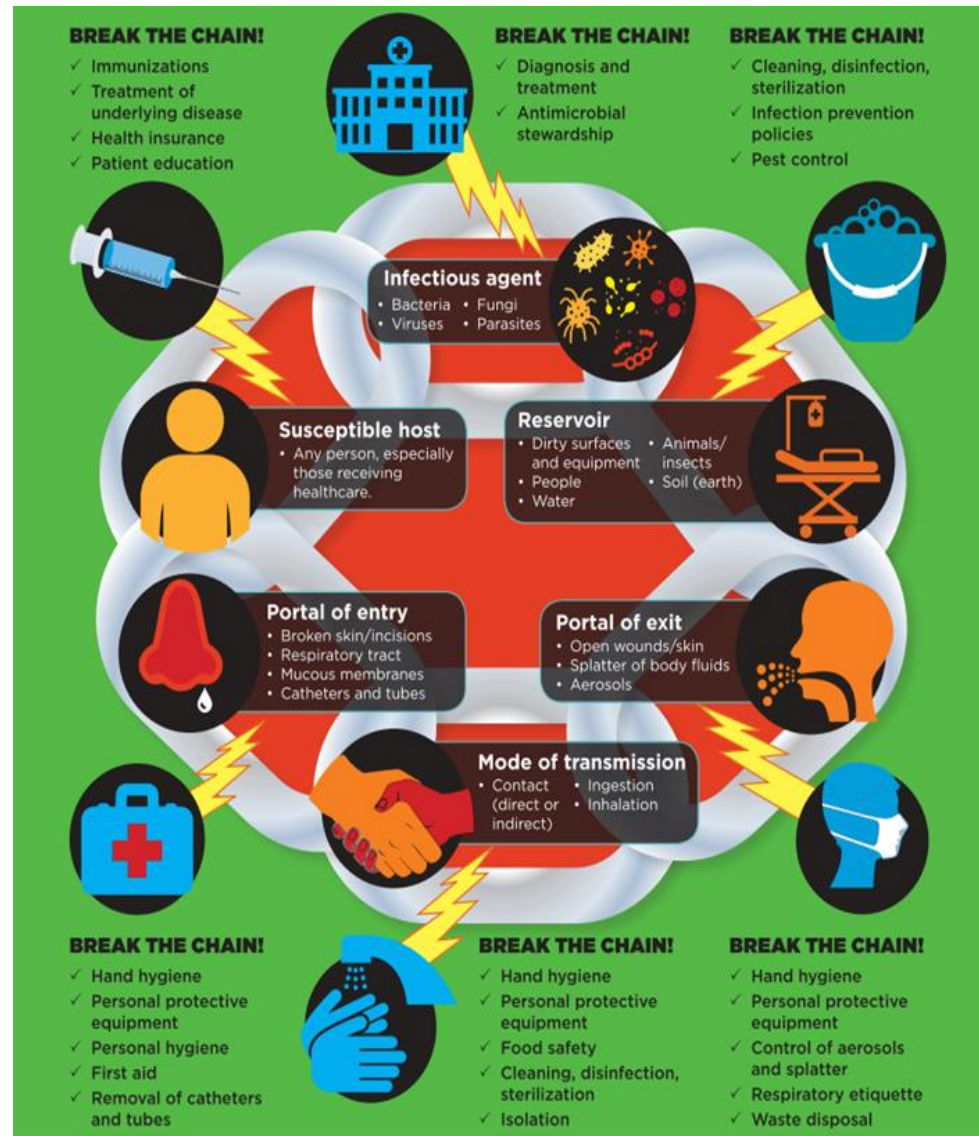 BREAK THE CHAIN!
✓ Immunizations
✓ Treatment of
underlying disease
✓ Health insurance
✓ Patient education
BREAK THE CHAIN!
✓ Diagnosis and
treatment
✓ Antimicrobial
stewardship
BREAK THE CHAIN!
✓ Cleaning, disinfection,
sterilization
✓ Infection prevention
policies
✓ Pest control
Infectious agent
• Bacteria • Fungi
• Viruses • Parasites
Susceptible host
• Any person, especially
those receiving
healthcare.
Reservoir
• Dirty surfaces
and equipment
• People
• Water
• Animals/
insects
• Soil (earth)
Portal of entry
• Broken skin/incisions
• Respiratory tract
• Mucous membranes
• Catheters and tubes
Portal of exit
• Open wounds/skin
• Splatter of body fluids
• Aerosols
Mode of transmission
• Contact
(direct or
indirect)
• Ingestion
• Inhalation
BREAK THE CHAIN!
✓ Hand hygiene
✓ Personal protective
equipment
✓ Personal hygiene
✓ First aid
✓ Removal of catheters
and tubes
BREAK THE CHAIN!
✓ Hand hygiene
✓ Personal protective
equipment
✓ Food safety
✓ Cleaning, disinfection,
sterilization
✓ Isolation
BREAK THE CHAIN!
✓ Hand hygiene
✓ Personal protective
equipment
✓ Control of aerosols
and splatter
✓ Respiratory etiquette
✓ Waste disposal